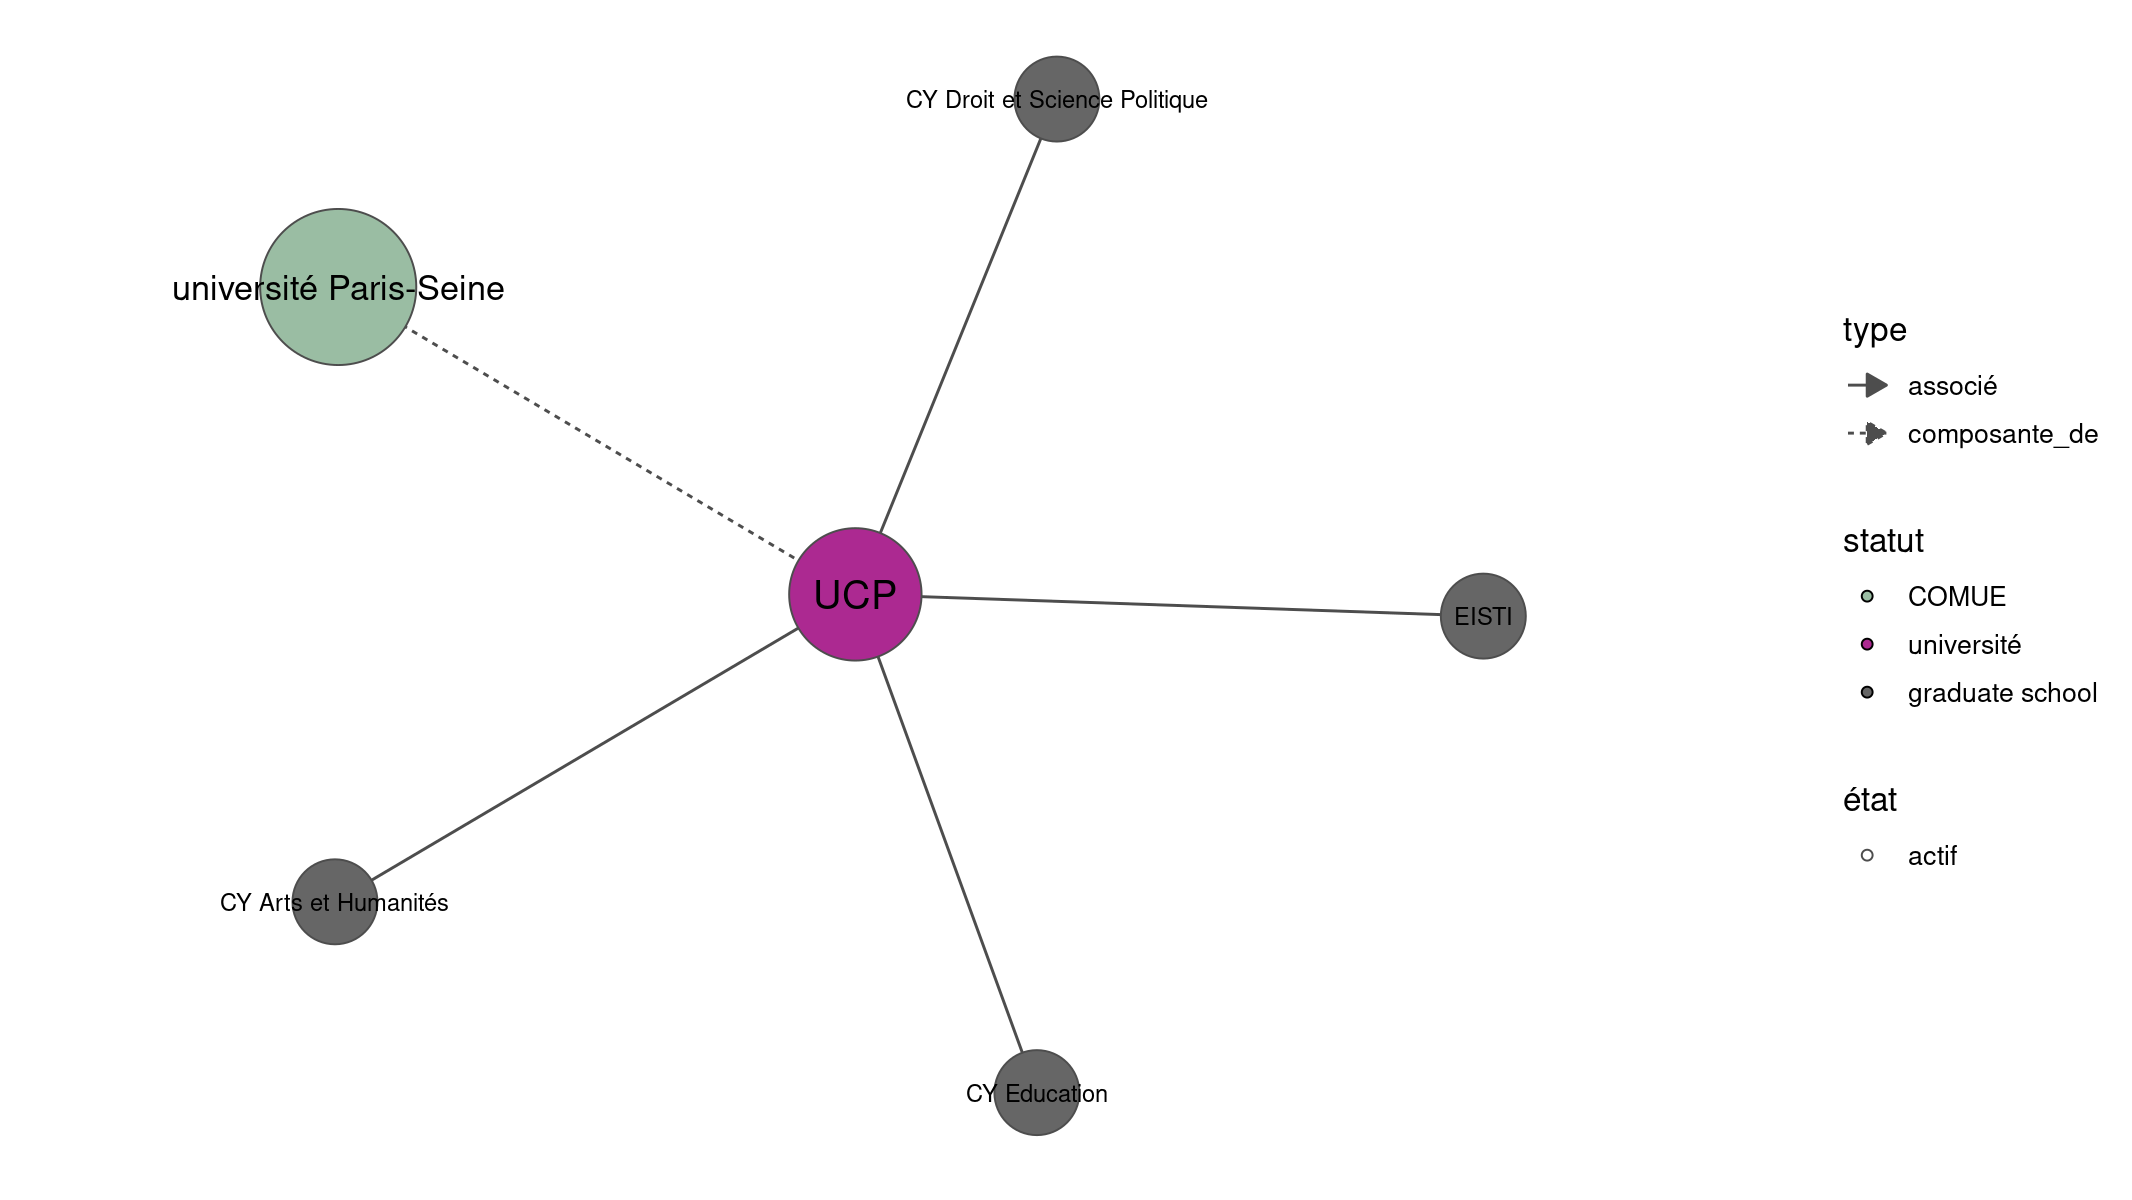 CY Droit et Science Politique
université Paris-Seine
UCP
EISTI
CY Arts et Humanités
CY Education
type
associé
composante_de
statut
COMUE
université
graduate school
état
actif